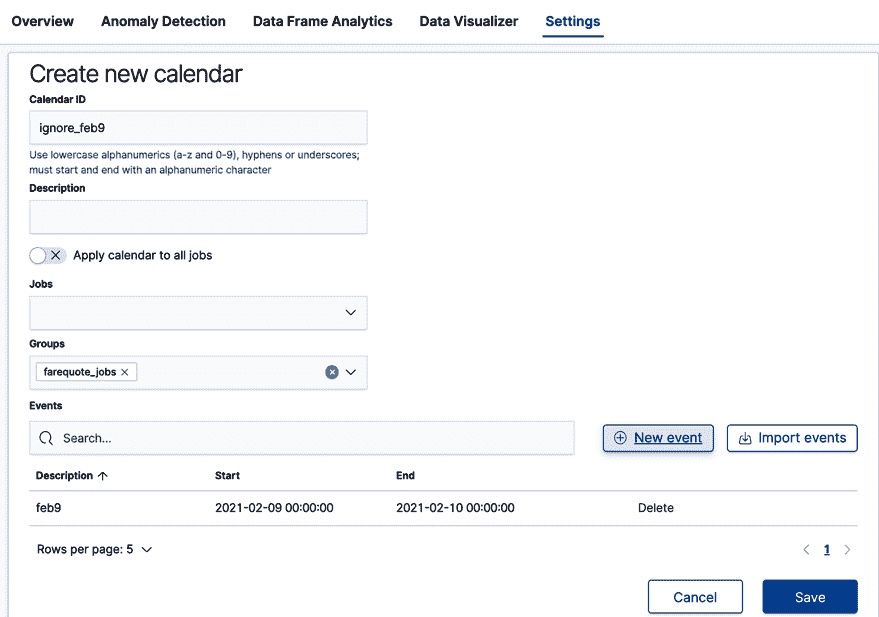 Overview Anomaly Detection Data Frame Analytics Data Visualizer Settings
Create new calendar
Calendar ID
ignore_feb9
Use lowercase alphanumerics (a-z and 0-9), hyphens or underscores;
must start and end with an alphanumeric character
Description
Apply calendar to all jobs
Jobs
Groups
farequote_jobs
Events
Search...
New event
Import events
Description Start End
feb9 2021-02-09 00:00:00 2021-02-10 00:00:00 Delete
Rows per page: 5
1
Cancel Save